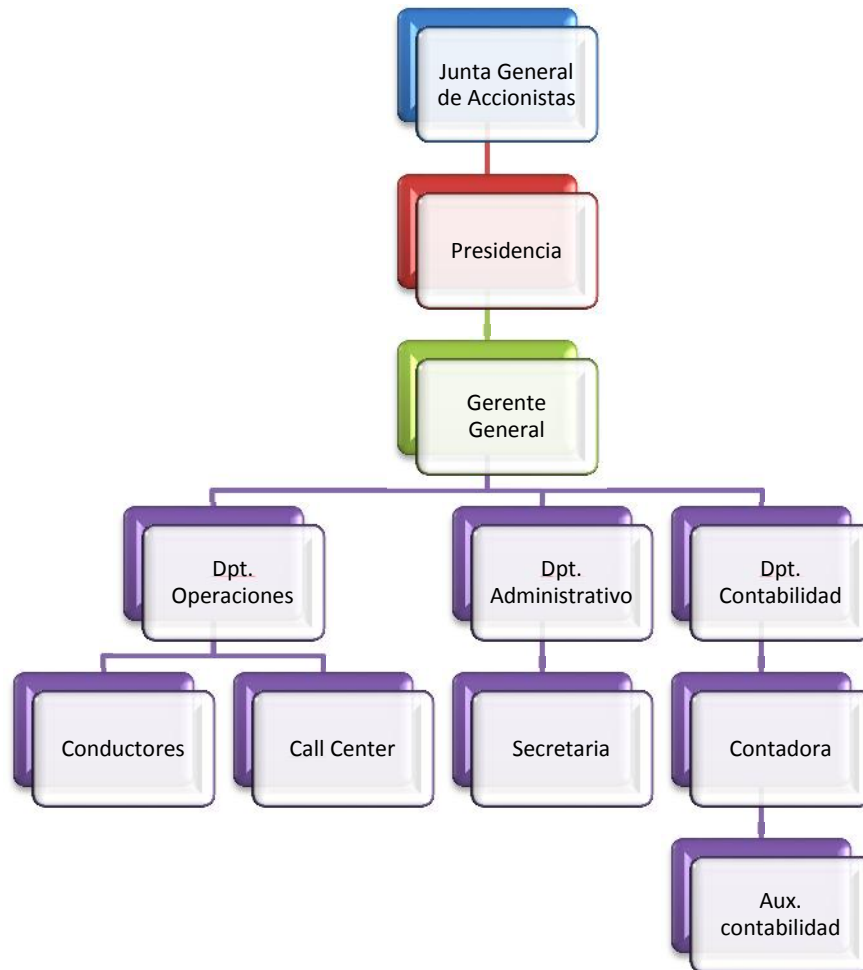 Junta General
de Accionistas
Presidencia
Gerente
General
Dpt.
Operaciones
Dpt.
Administrativo
Dpt.
Contabilidad
Conductores
Call Center
Secretaria
Contadora
Aux.
contabilidad